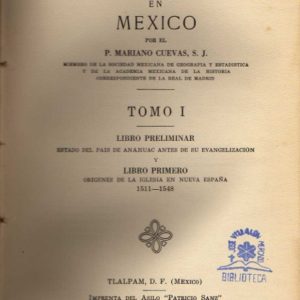 EN
MEXICO
POR EL
P. MARIANO CUEVAS, S. J.
MIEMBRO DE LA SOCIEDAD MEXICANA DE GEOGRAFIA Y ESTADISTICA
Y DE LA ACADEMIA MEXICANA DE LA HISTORIA
CORRESPONDIENTE DE LA REAL DE MADRID
TOMO I
LIBRO PRELIMINAR
ESTADO DEL PAIS DE ANAHUAC ANTES DE SU EVANGELIZACIÓN
Y
LIBRO PRIMERO
ORIGENES DE LA IGLESIA EN NUEVA ESPAÑA
1511—1548
BIBLIOTECA
TLALPAM, D. F. (MEXICO)
IMPRENTA DEL ASILO "PATRICIO SANZ"